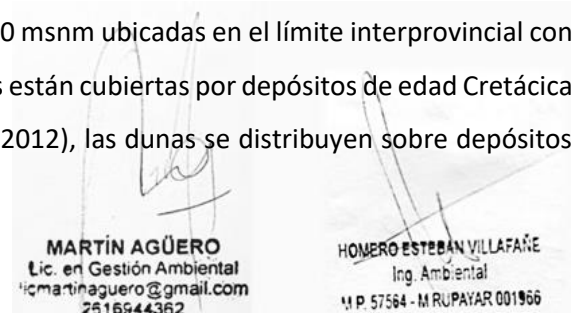 0 msnm ubicadas en el límite interprovincial con
s están cubiertas por depósitos de edad Cretácica
2012), las dunas se distribuyen sobre depósitos
MARTÍN AGÜERO
Lic. en Gestión Ambiental
licmartinaguero@gmail.com
2616944362
HOMERO ESTEBAN VILLAFAÑE
Ing. Ambiental
M.P. 57564 - M RUPAYAR 001966